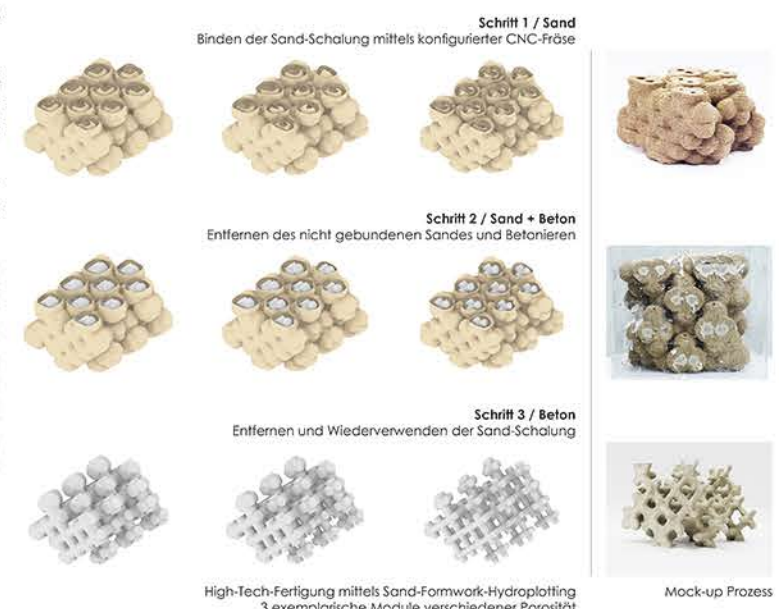 Schritt 1 / Sand
Binden der Sand-Schalung mittels konfigurierter CNC-Fräse
Schritt 2 / Sand + Beton
Entfernen des nicht gebundenen Sandes und Betonieren
Schritt 3 / Beton
Entfernen und Wiederverwenden der Sand-Schalung
High-Tech-Fertigung mittels Sand-Formwork-Hydroplotting
3 exemplarische Module verschiedener Porosität
Mock-up Prozess